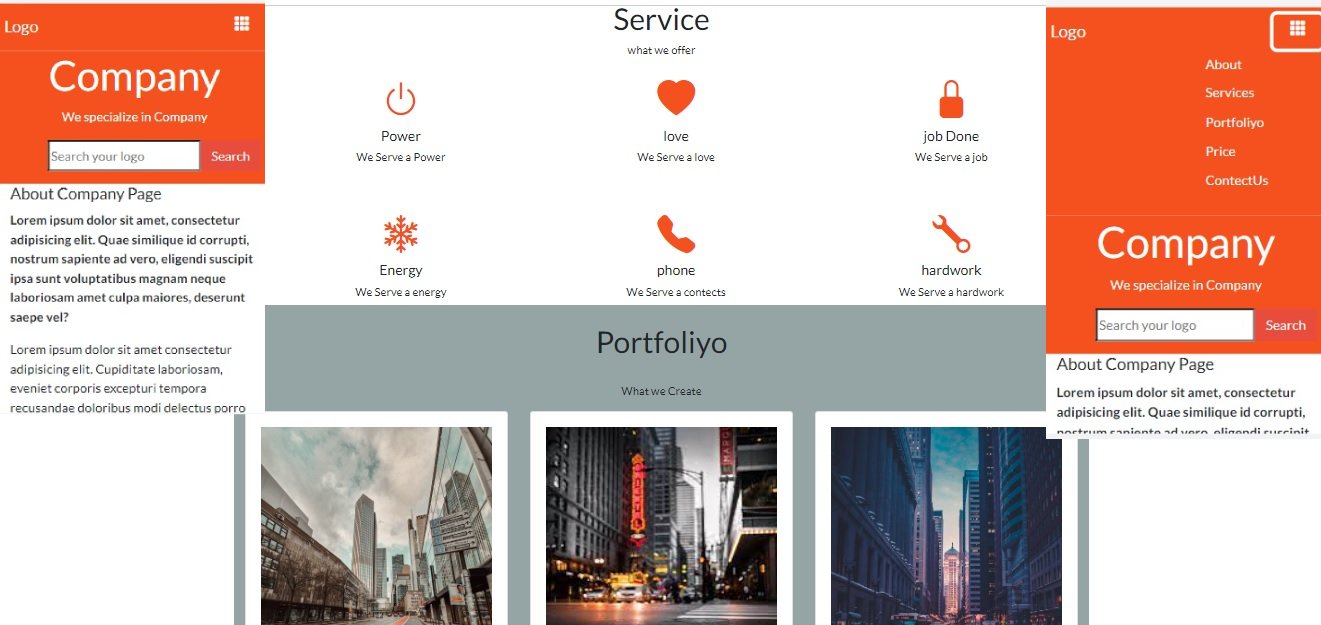 Logo
Company
We specialize in Company
Search your logo
Search
About Company Page
Lorem ipsum dolor sit amet, consectetur
adipisicing elit. Quae similique id corrupti,
nostrum sapiente ad vero, eligendi suscipit
ipsa sunt voluptatibus magnam neque
laboriosam amet culpa maiores, deserunt
saepe vel?
Lorem ipsum dolor sit amet consectetur
adipisicing elit. Cupiditate laboriosam,
eveniet corporis excepturi tempora
recusandae doloribus modi delectus porro
Service
what we offer
Power
We Serve a Power
love
We Serve a love
job Done
We Serve a job
Energy
We Serve a energy
phone
We Serve a contects
hardwork
We Serve a hardwork
Portfoliyo
What we Create
Logo
About
Services
Portfoliyo
Price
ContectUs
Company
We specialize in Company
Search your logo
Search
About Company Page
Lorem ipsum dolor sit amet, consectetur
adipisicing elit. Quae similique id corrupti,
nostrum sapiente ad vero, eligendi suscipit